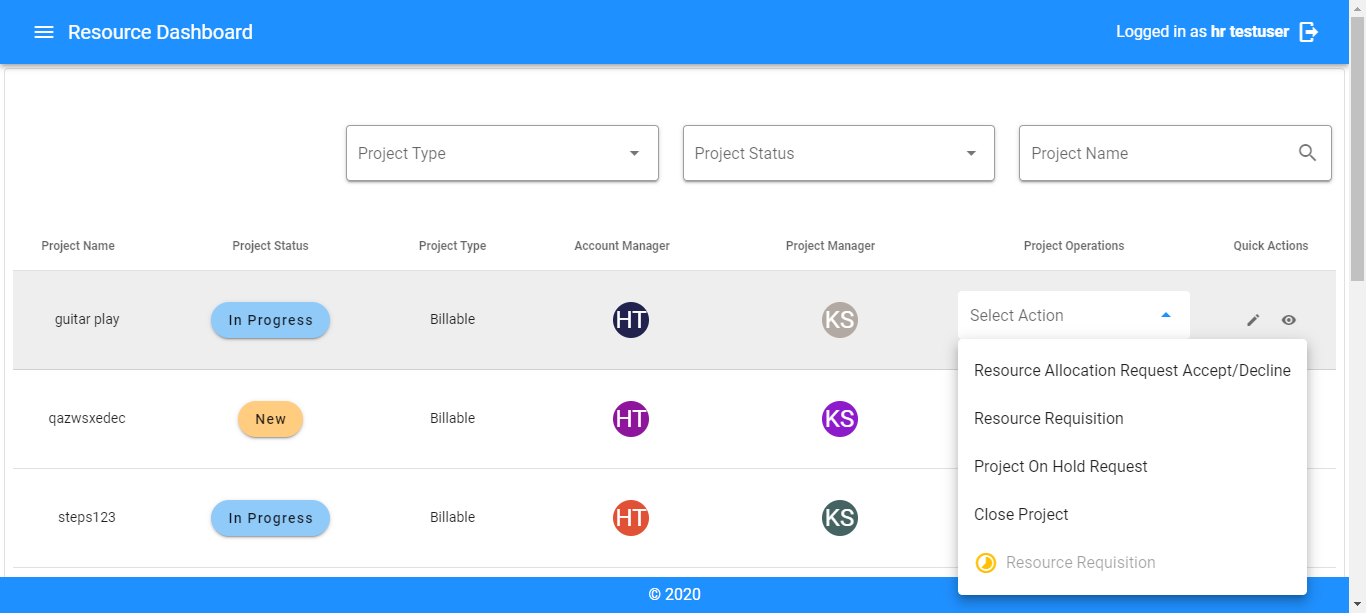 Resource Dashboard
Logged in as hr testuser
Project Type
Project Status
Project Name
Project Name Project Status Project Type Account Manager Project Manager Project Operations Quick Actions
guitar play In Progress Billable HT KS Select Action
Resource Allocation Request Accept/Decline
qazwsxedec New Billable HT KS Resource Requisition
Project On Hold Request
steps123 In Progress Billable HT KS Close Project
Resource Requisition
© 2020